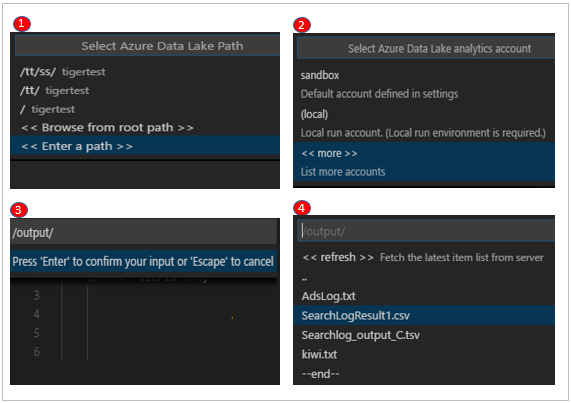 1
Select Azure Data Lake Path
/tt/ss/ tigertest
/tt/ tigertest
/ tigertest
<< Browse from root path >>
<< Enter a path >>
2
Select Azure Data Lake analytics account
sandbox
Default account defined in settings
(local)
Local run account. (Local run environment is required.)
<< more >>
List more accounts
3
/output/
Press 'Enter' to confirm your input or 'Escape' to cancel
3
4
5
6
4
/output/
<< refresh >> Fetch the latest item list from server
..
AdsLog.txt
SearchLogResult1.csv
Searchlog_output_C.tsv
kiwi.txt
--end--